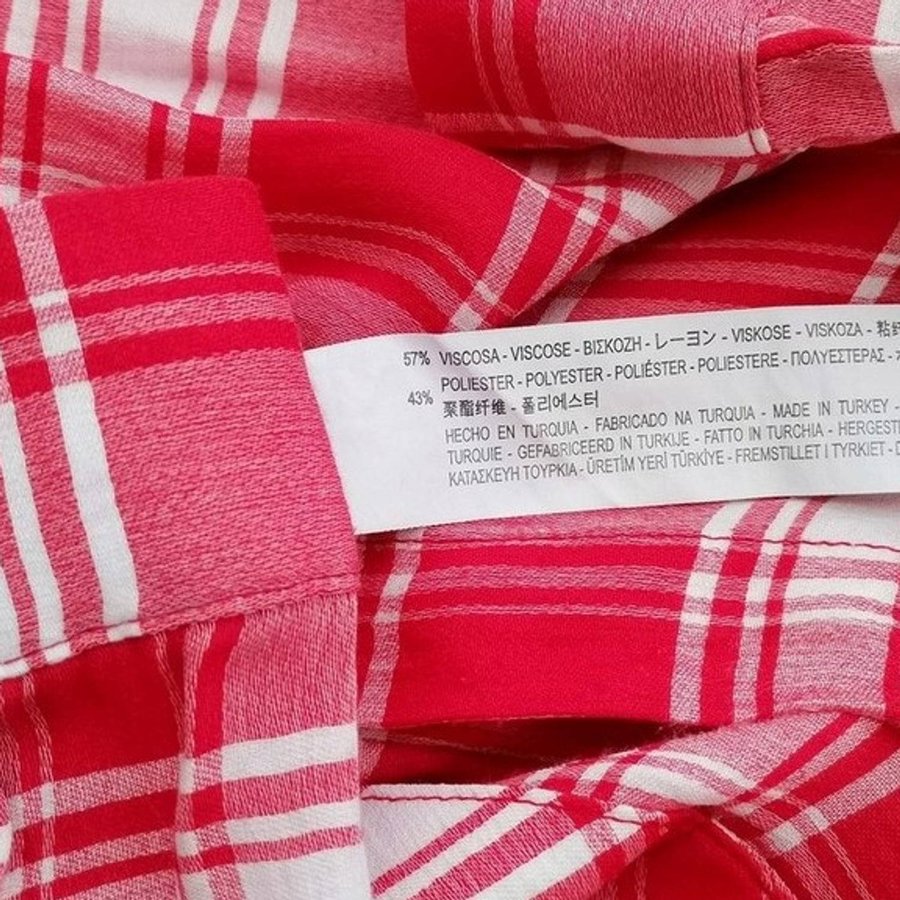 57% VISCOSA - VISCOSE - ΒΙΣΚΟΖΗ - レーヨン - VISKOSE - VISKOZA -
POLIESTER - POLYESTER - POLIÉSTER - POLIESTERE - ΠΟΛΥΕΣΤΕΡΑΣ -
43% 聚酯纤维 - 폴리에스터
HECHO EN TURQUIA - FABRICADO NA TURQUIA - MADE IN TURKEY -
TURQUIE - GEFABRICEERD IN TURKIJE - FATTO IN TURCHIA -
ΚΑΤΑΣΚΕΥΗ ΤΟΥΡΚΙΑ - ÜRETİM YERİ TÜRKİYE - FREMSTILLET I TYRKIET -